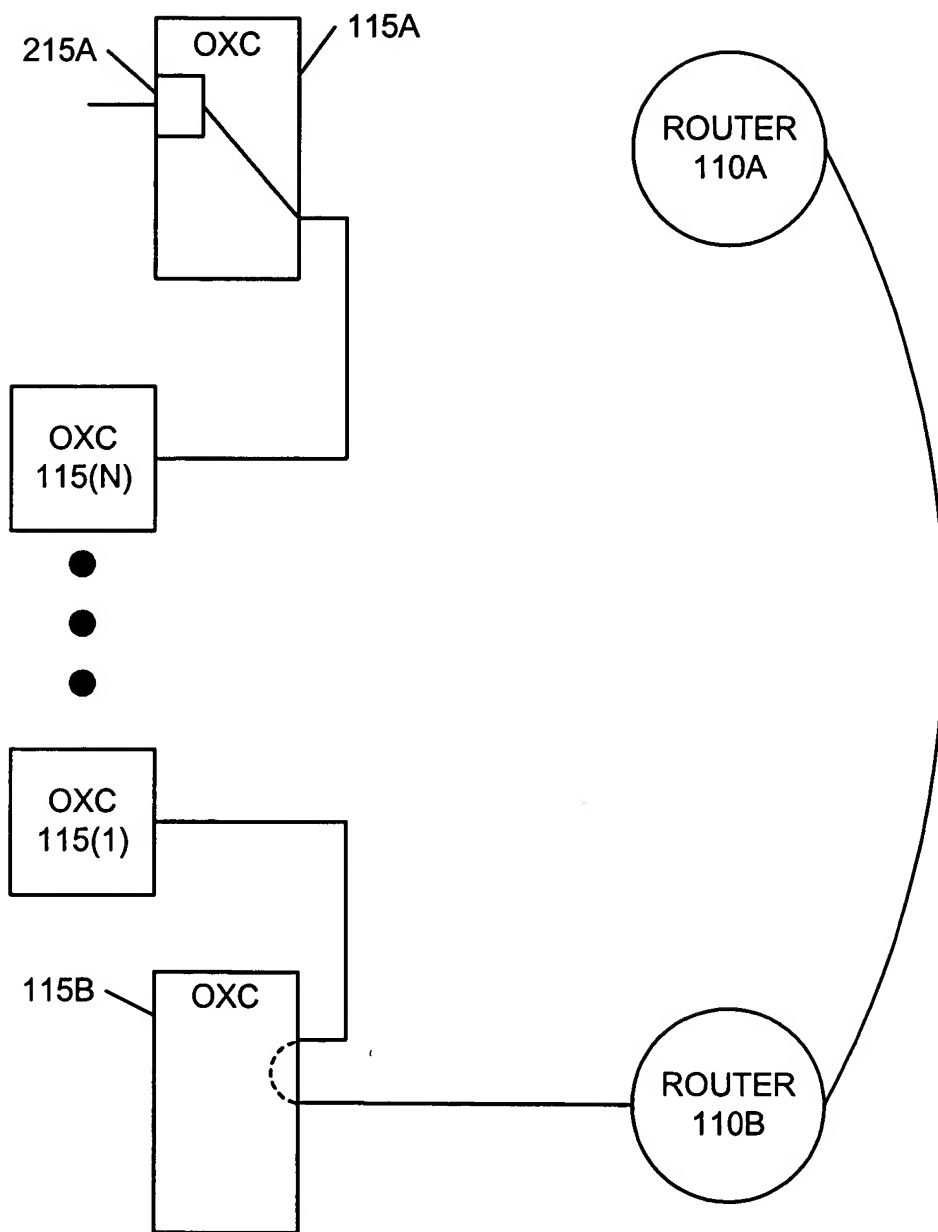 OXC
115A
215A
ROUTER
110A
OXC
115(N)
OXC
115(1)
115B
OXC
ROUTER
110B